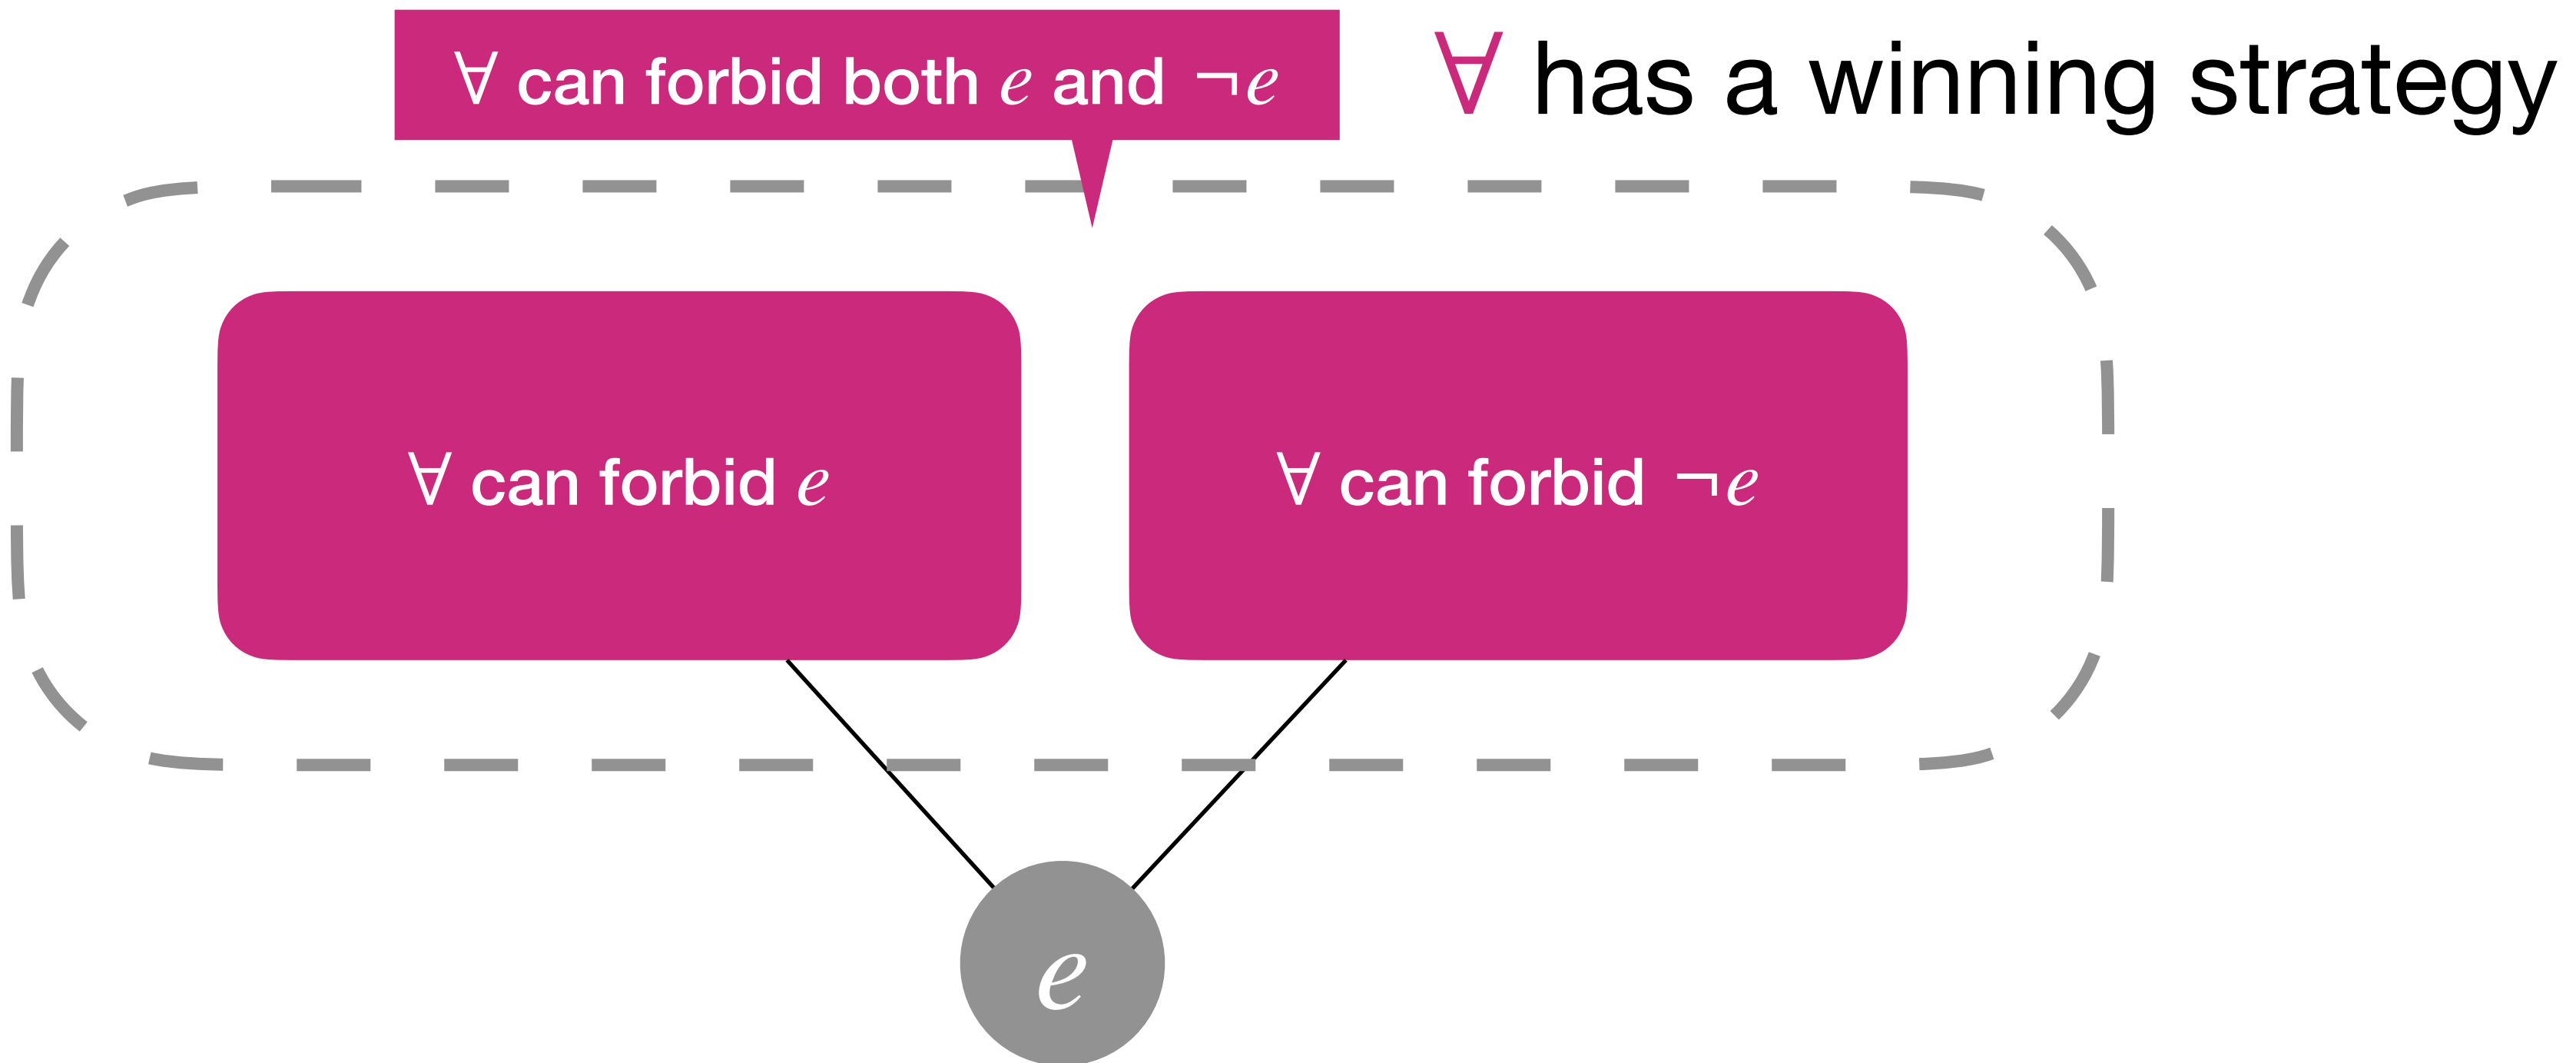 ∀ can forbid both e and ¬e
∀ has a winning strategy
∀ can forbid e
∀ can forbid ¬e
e